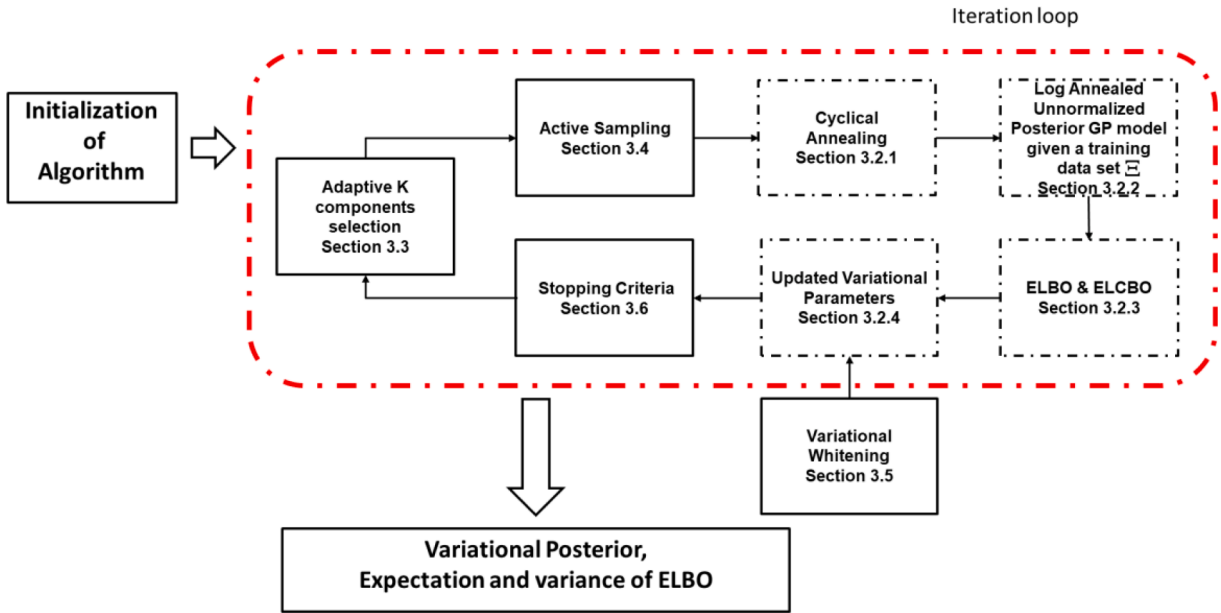 Iteration loop
Initialization
of
Algorithm
Adaptive K
components
selection
Section 3.3
Active Sampling
Section 3.4
Cyclical
Annealing
Section 3.2.1
Log Annealed
Unnormalized
Posterior GP model
given a training
data set Ξ
Section 3.2.2
Stopping Criteria
Section 3.6
Updated Variational
Parameters
Section 3.2.4
ELBO & ELCBO
Section 3.2.3
Variational
Whitening
Section 3.5
Variational Posterior,
Expectation and variance of ELBO